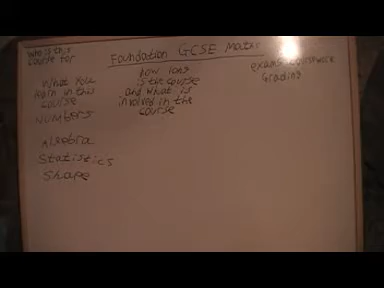 who is this
course for
Foundation GCSE Maths
exams coursework
Grading
What you
learn in this
course
how long
is the course
and what is
involved in the
course
Numbers
Algebra
Statistics
Shape